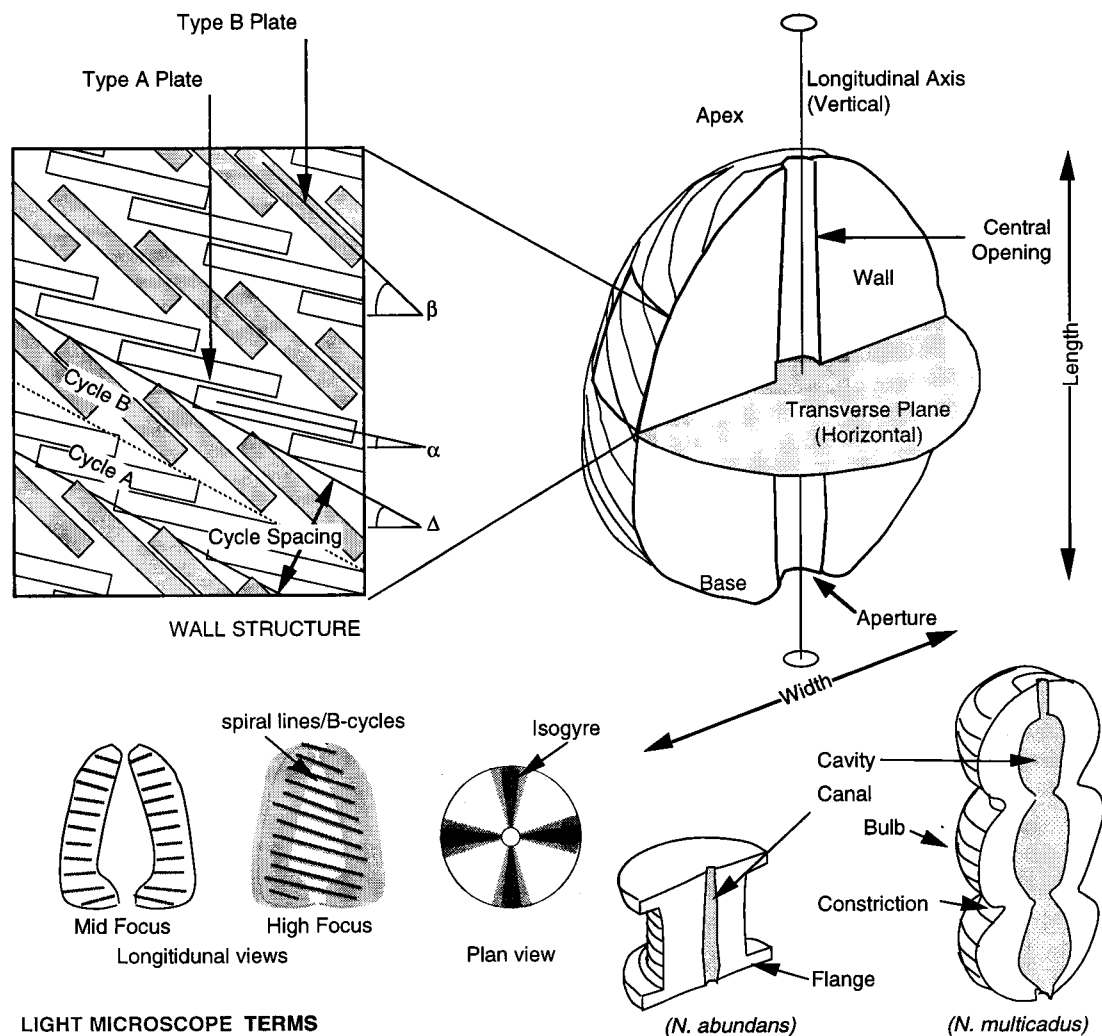 Type B Plate
Type A Plate
Longitudinal Axis
(Vertical)
Apex
Central
Opening
Wall
β
Length
Cycle B
Transverse Plane
(Horizontal)
α
Cycle A
Δ
Cycle Spacing
Base
Aperture
WALL STRUCTURE
Width
spiral lines/B-cycles
Isogyre
Cavity
Canal
Bulb
Constriction
Mid Focus
High Focus
Longitidunal views
Plan view
Flange
LIGHT MICROSCOPE TERMS
(N. abundans)
(N. multicadus)